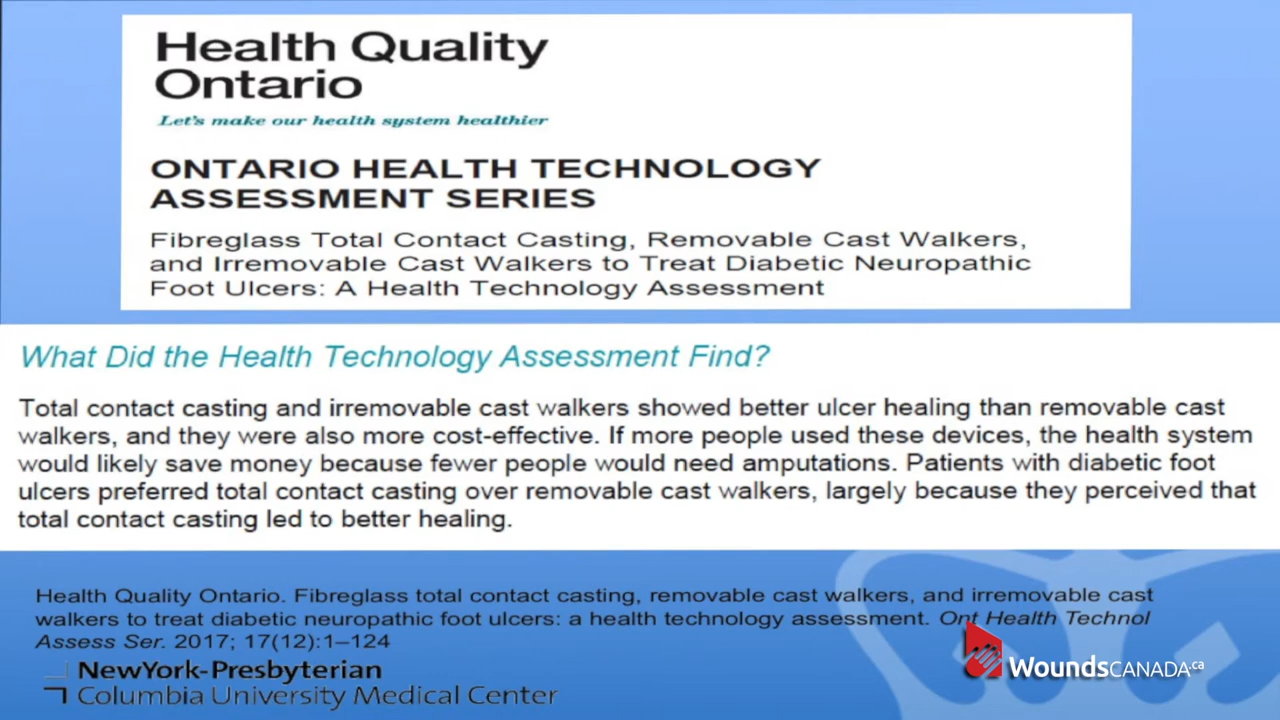 Health Quality
Ontario
Let's make our health system healthier
ONTARIO HEALTH TECHNOLOGY
ASSESSMENT SERIES
Fibreglass Total Contact Casting, Removable Cast Walkers,
and Irremovable Cast Walkers to Treat Diabetic Neuropathic
Foot Ulcers: A Health Technology Assessment
What Did the Health Technology Assessment Find?
Total contact casting and irremovable cast walkers showed better ulcer healing than removable cast
walkers, and they were also more cost-effective. If more people used these devices, the health system
would likely save money because fewer people would need amputations. Patients with diabetic foot
ulcers preferred total contact casting over removable cast walkers, largely because they perceived that
total contact casting led to better healing.
Health Quality Ontario. Fibreglass total contact casting, removable cast walkers, and irremovable cast
walkers to treat diabetic neuropathic foot ulcers: a health technology assessment. Ont Health Technol
Assess Ser. 2017; 17(12):1–124
NewYork-Presbyterian
Columbia University Medical Center
WoundsCANADA.ca